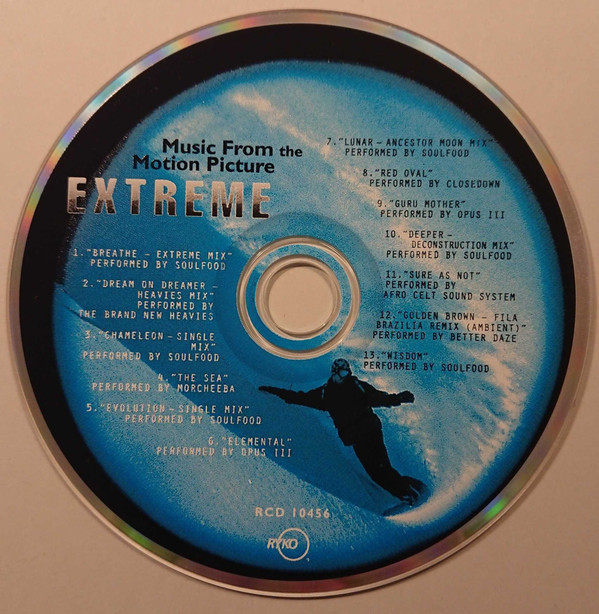 Music From the
Motion Picture
EXTREME
1. "BREATHE – EXTREME MIX"
PERFORMED BY SOULFOOD
2. "DREAM ON DREAMER –
HEAVIES MIX"
PERFORMED BY
THE BRAND NEW HEAVIES
3. "CHAMELEON – SINGLE
MIX"
PERFORMED BY SOULFOOD
4. "THE SEA"
PERFORMED BY MORCHEEBA
5. "EVOLUTION – SINGLE MIX"
PERFORMED BY SOULFOOD
6. "ELEMENTAL"
PERFORMED BY OPUS III
7. "LUNAR – ANCESTOR MOON MIX"
PERFORMED BY SOULFOOD
8. "RED OVAL"
PERFORMED BY CLOSEDOWN
9. "GURU MOTHER"
PERFORMED BY OPUS III
10. "DEEPER –
DECONSTRUCTION MIX"
PERFORMED BY SOULFOOD
11. "SURE AS NOT"
PERFORMED BY
AFRO CELT SOUND SYSTEM
12. "GOLDEN BROWN – FILA
BRAZILIA REMIX (AMBIENT)"
PERFORMED BY BETTER DAZE
13. "WISDOM"
PERFORMED BY SOULFOOD
RCD 10456
RYKO